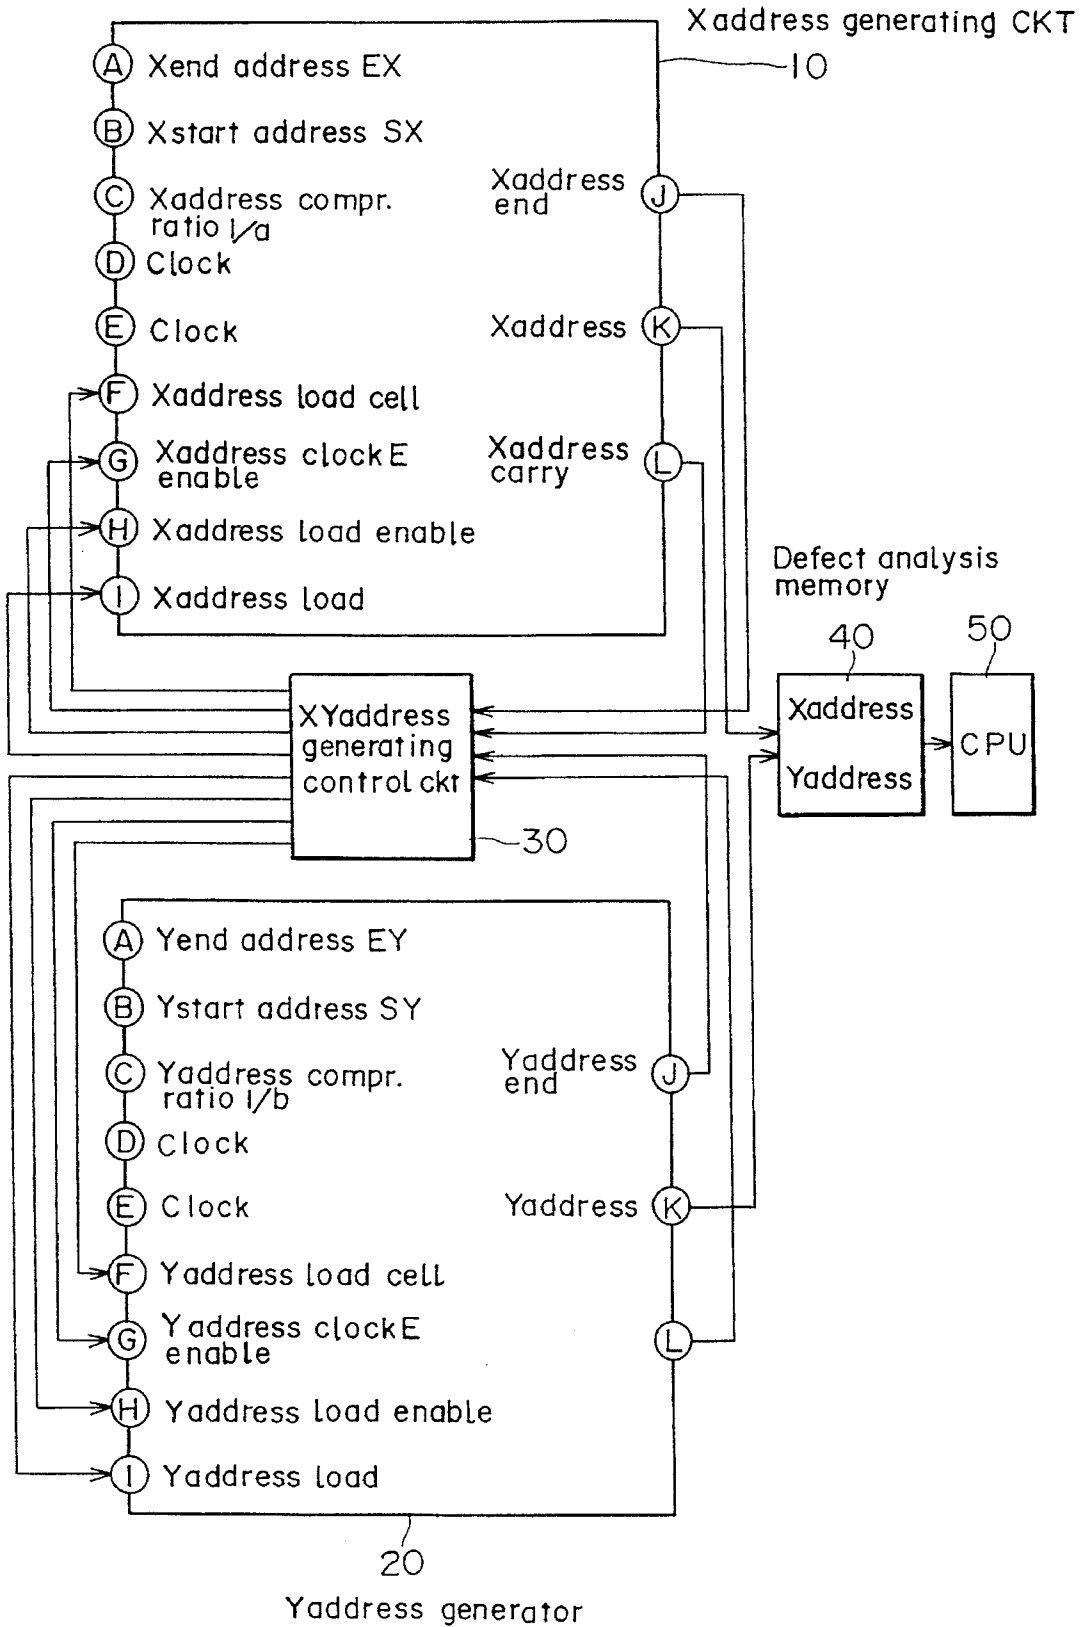 Xaddress generating CKT
10
A Xend address EX
B Xstart address SX
C Xaddress compr.
ratio 1/a
D Clock
E Clock
F Xaddress load cell
G Xaddress clockE
enable
H Xaddress load enable
I Xaddress load
Xaddress J
end
Xaddress K
Xaddress L
carry
XYaddress
generating
control ckt
30
Defect analysis
memory
40
Xaddress
Yaddress
50
CPU
A Yend address EY
B Ystart address SY
C Yaddress compr.
ratio 1/b
D Clock
E Clock
F Yaddress load cell
G Yaddress clockE
enable
H Yaddress load enable
I Yaddress load
Yaddress J
end
Yaddress K
L
20
Yaddress generator